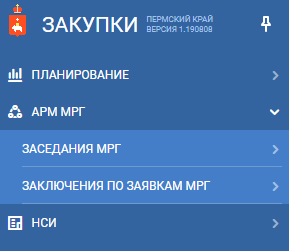 ЗАКУПКИ
ПЕРМСКИЙ КРАЙ
ВЕРСИЯ 1.190808
ПЛАНИРОВАНИЕ
АРМ МРГ
ЗАСЕДАНИЯ МРГ
ЗАКЛЮЧЕНИЯ ПО ЗАЯВКАМ МРГ
НСИ